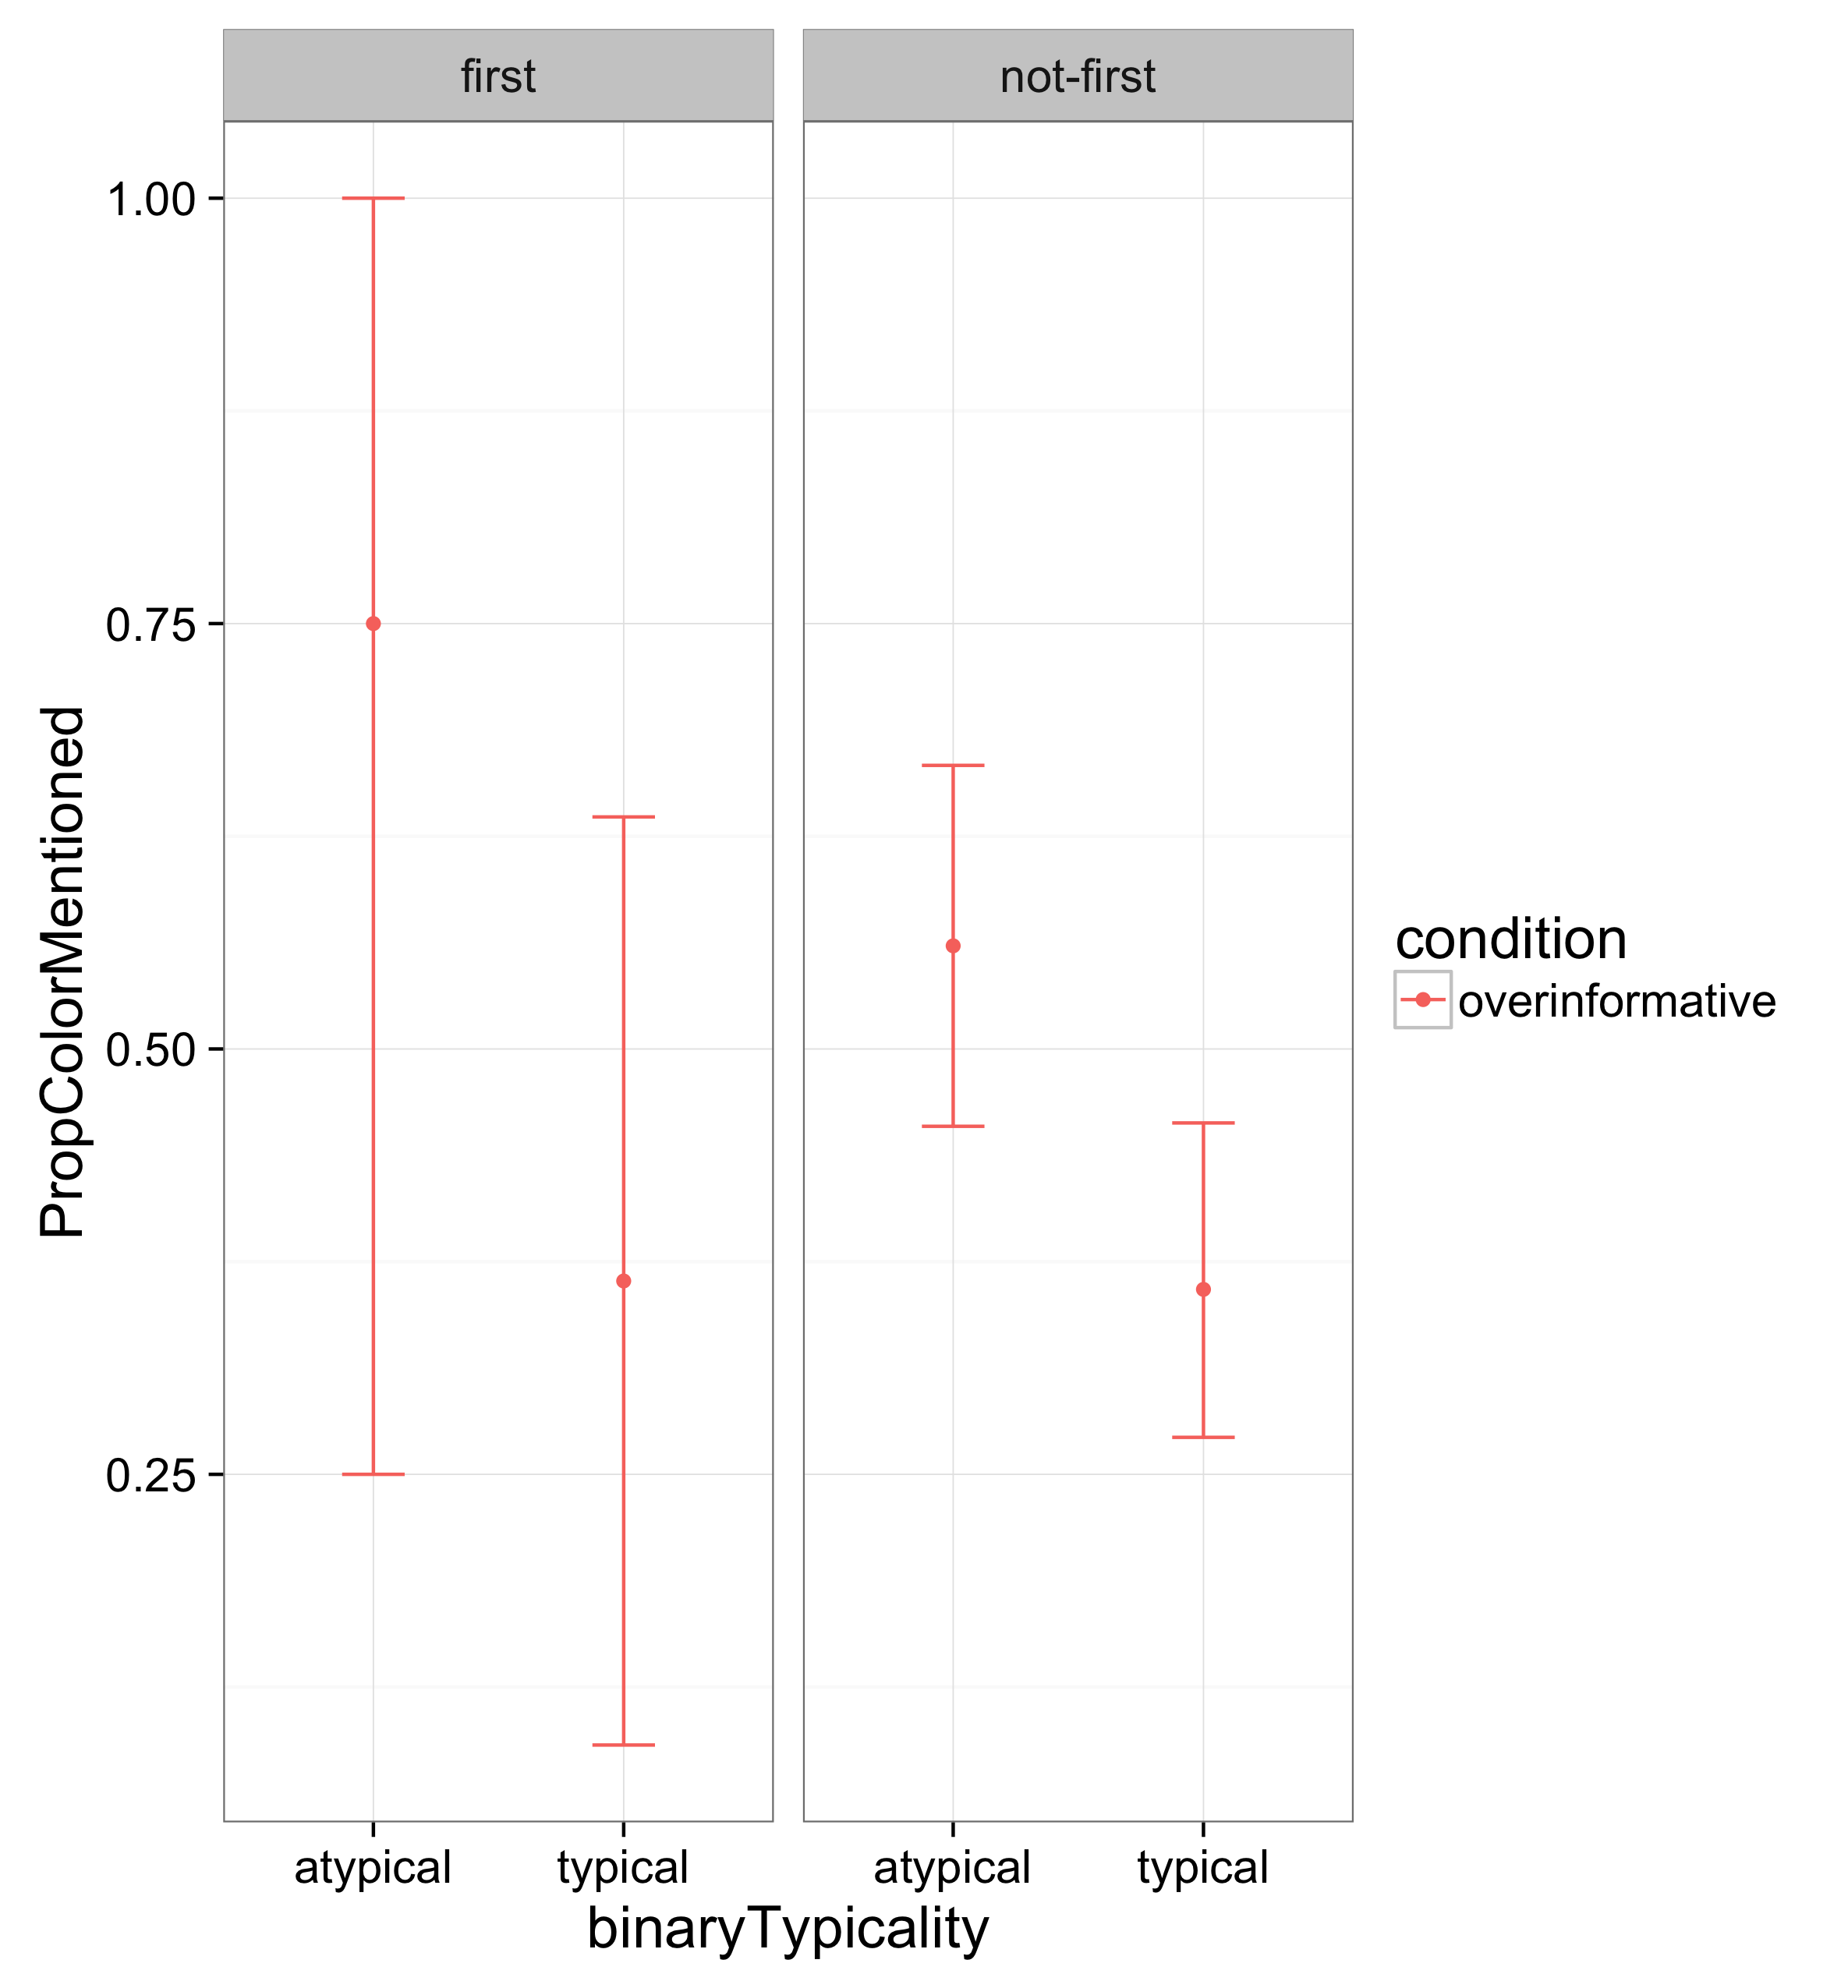 first
not-first
1.00
0.75
0.50
0.25
PropColorMentioned
atypical
typical
atypical
typical
binaryTypicality
condition
overinformative